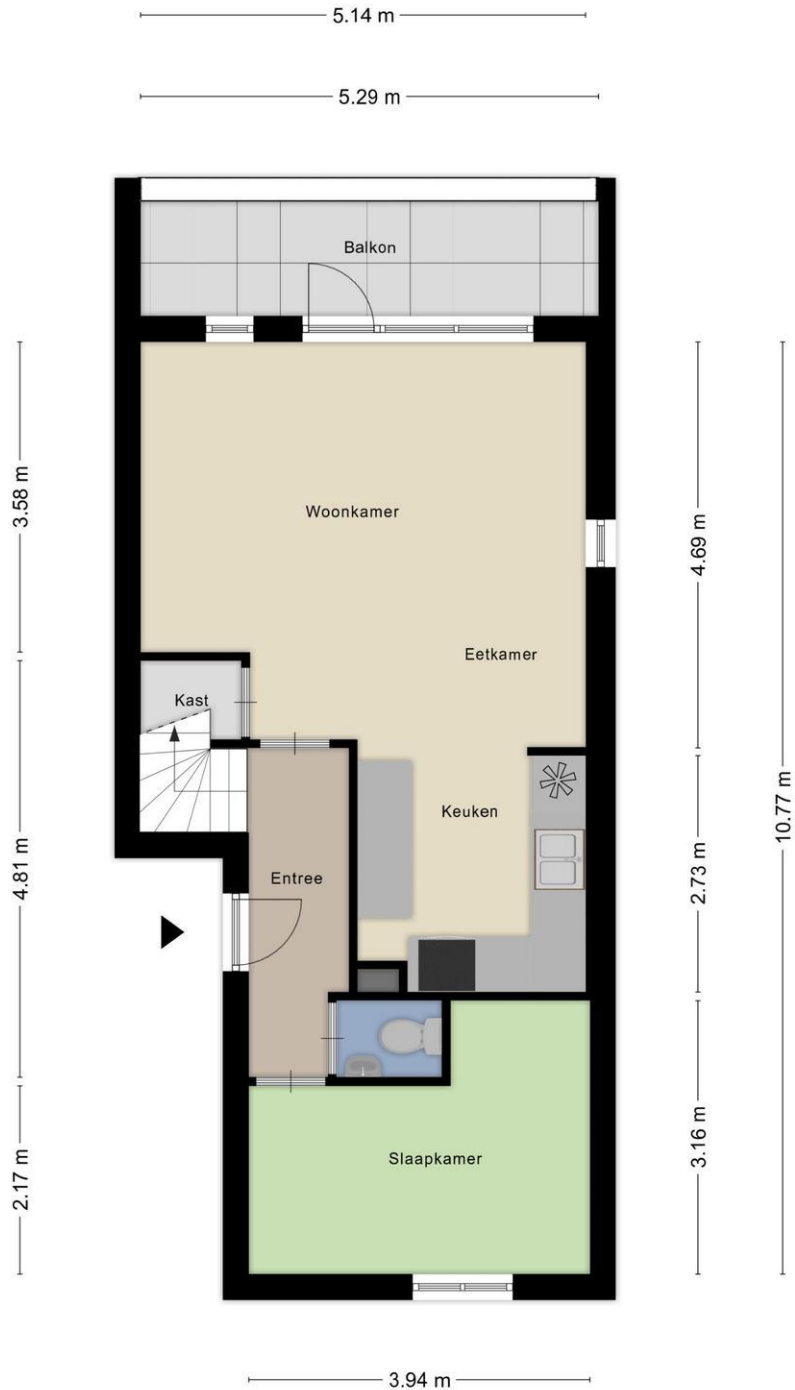 5.14 m
5.29 m
Balkon
3.58 m
Woonkamer
4.69 m
Eetkamer
Kast
10.77 m
Keuken
4.81 m
2.73 m
Entree
3.16 m
Slaapkamer
2.17 m
3.94 m